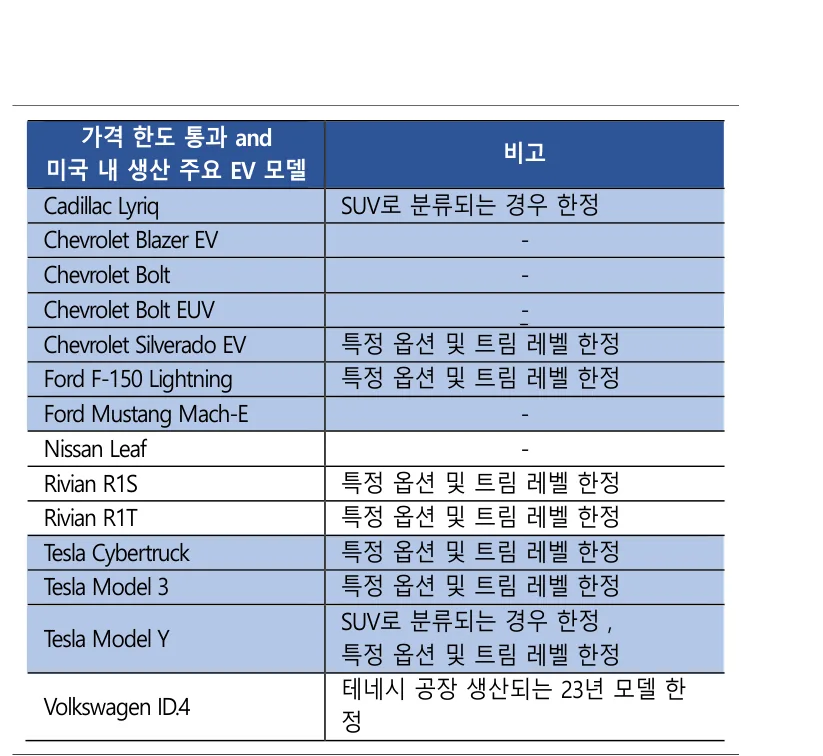 가격 한도 통과 and
미국 내 생산 주요 EV 모델
비고
Cadillac Lyriq
SUV로 분류되는 경우 한정
Chevrolet Blazer EV
-
Chevrolet Bolt
-
Chevrolet Bolt EUV
-
Chevrolet Silverado EV
특정 옵션 및 트림 레벨 한정
Ford F-150 Lightning
특정 옵션 및 트림 레벨 한정
Ford Mustang Mach-E
-
Nissan Leaf
-
Rivian R1S
특정 옵션 및 트림 레벨 한정
Rivian R1T
특정 옵션 및 트림 레벨 한정
Tesla Cybertruck
특정 옵션 및 트림 레벨 한정
Tesla Model 3
특정 옵션 및 트림 레벨 한정
Tesla Model Y
SUV로 분류되는 경우 한정 ,
특정 옵션 및 트림 레벨 한정
Volkswagen ID.4
테네시 공장 생산되는 23년 모델 한
정